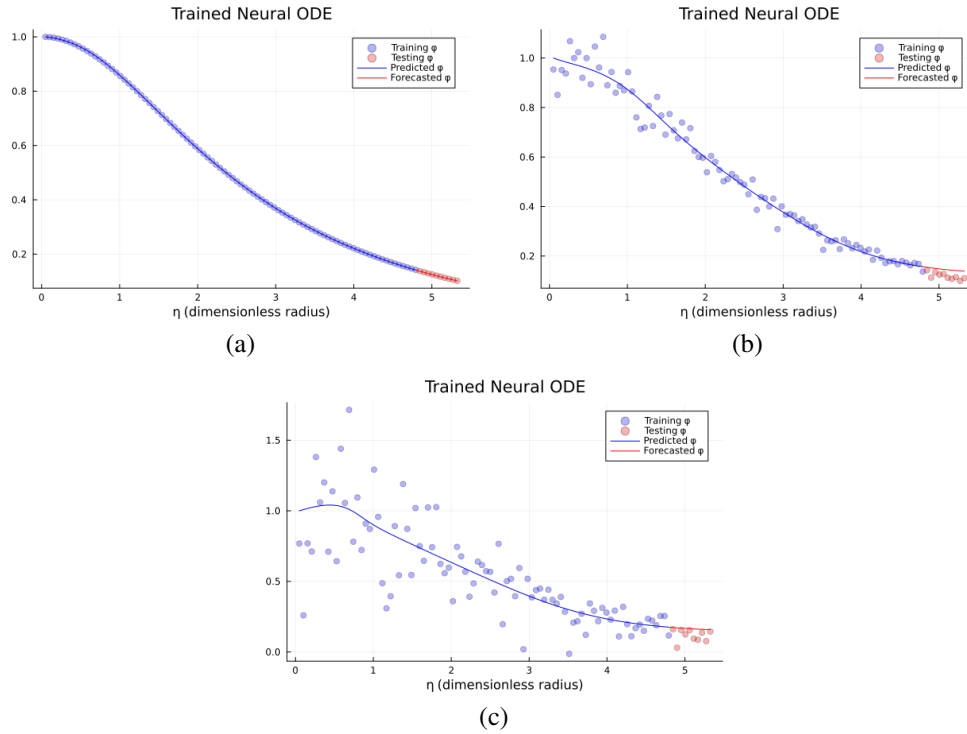 Trained Neural ODE
1.0
0.8
0.6
0.4
0.2
Training φ
Testing φ
Predicted φ
Forecasted φ
0 1 2 3 4 5
η (dimensionless radius)
(a)
Trained Neural ODE
1.0
0.8
0.6
0.4
0.2
Training φ
Testing φ
Predicted φ
Forecasted φ
0 1 2 3 4 5
η (dimensionless radius)
(b)
Trained Neural ODE
1.5
1.0
0.5
0.0
Training φ
Testing φ
Predicted φ
Forecasted φ
0 1 2 3 4 5
η (dimensionless radius)
(c)